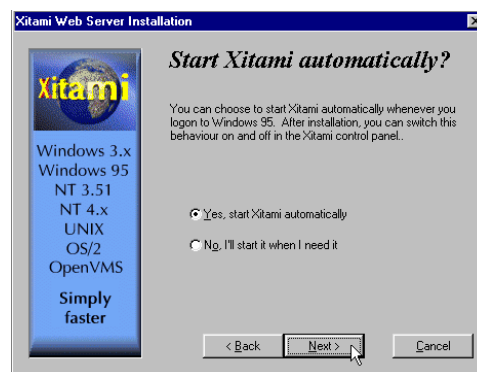 Xitami Web Server Installation
Xitami
Windows 3.x
Windows 95
NT 3.51
NT 4.x
UNIX
OS/2
OpenVMS
Simply
faster
Start Xitami automatically?
You can choose to start Xitami automatically whenever you
logon to Windows 95.  After installation, you can switch this
behaviour on and off in the Xitami control panel..
Yes, start Xitami automatically
No, I'll start it when I need it
< Back
Next >
Cancel